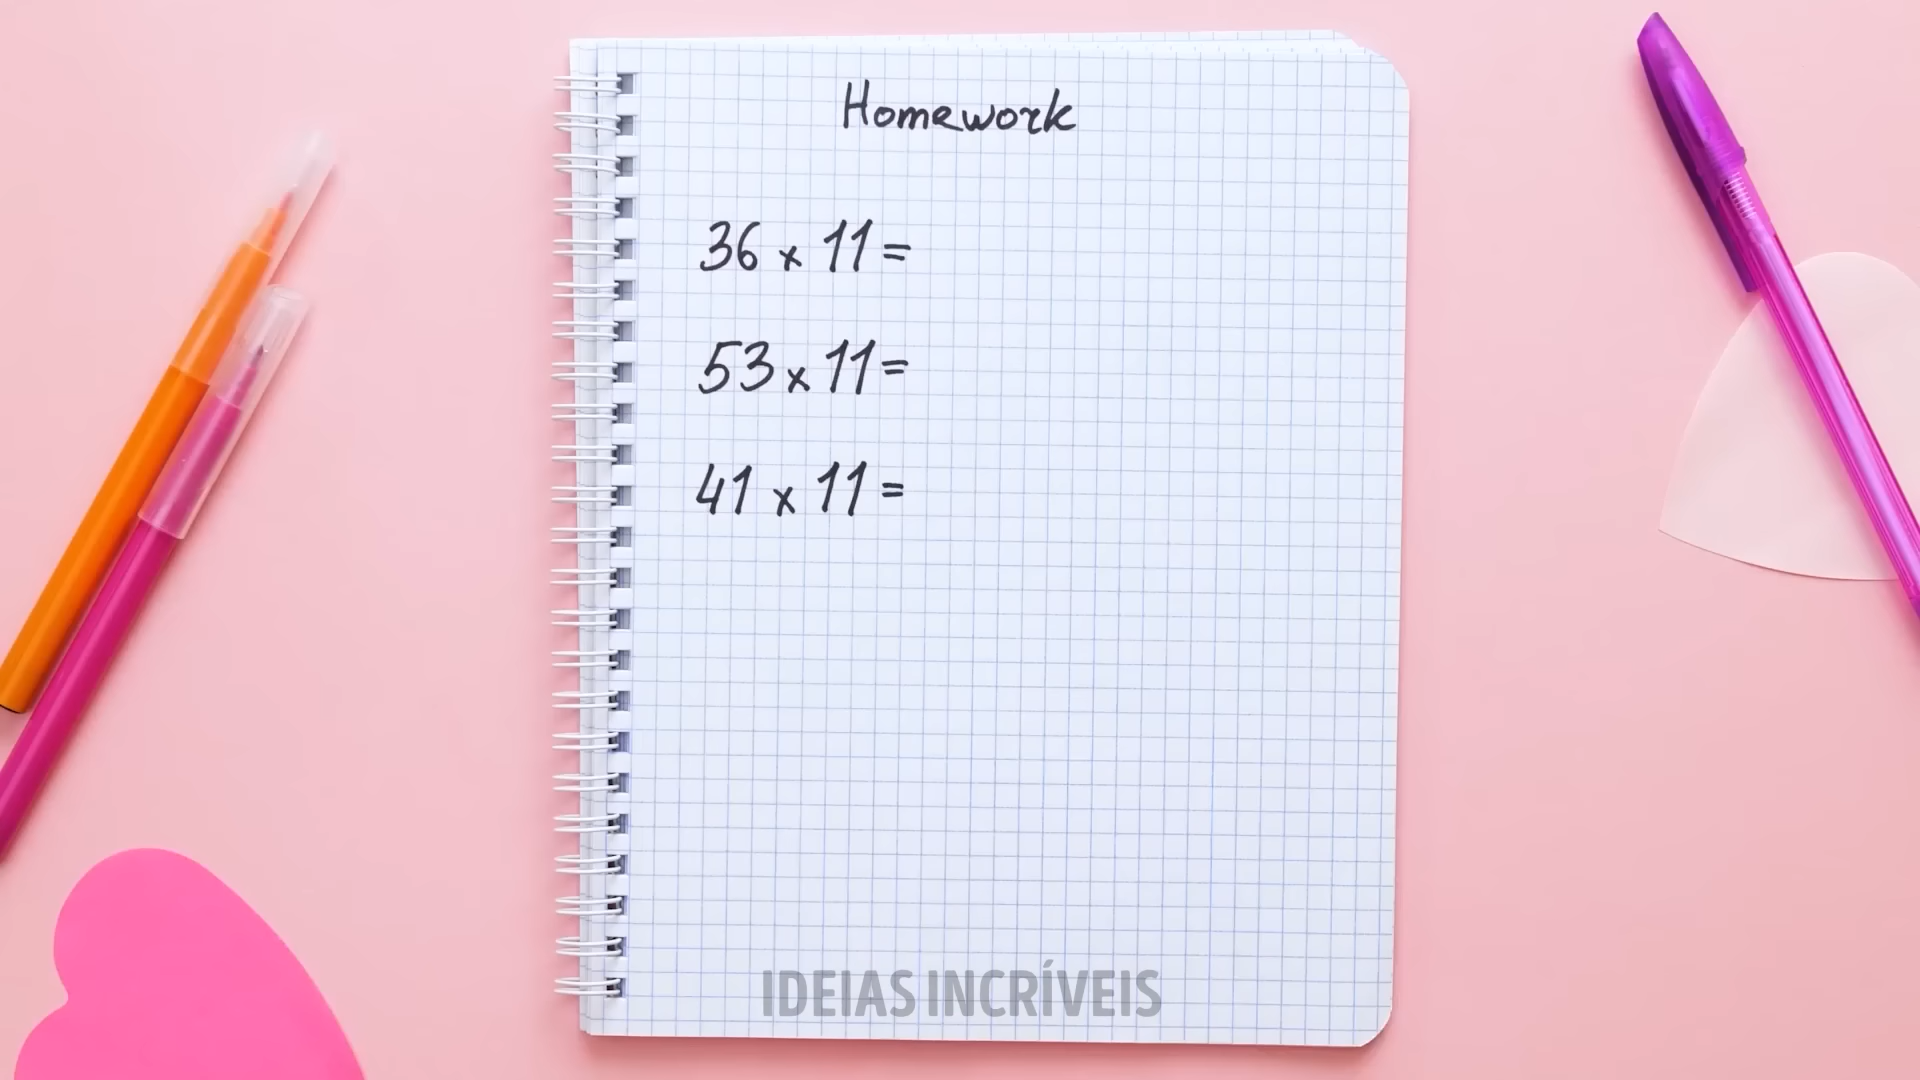 Homework
36 x 11 =
53 x 11 =
41 x 11 =
IDEIAS INCRÍVEIS